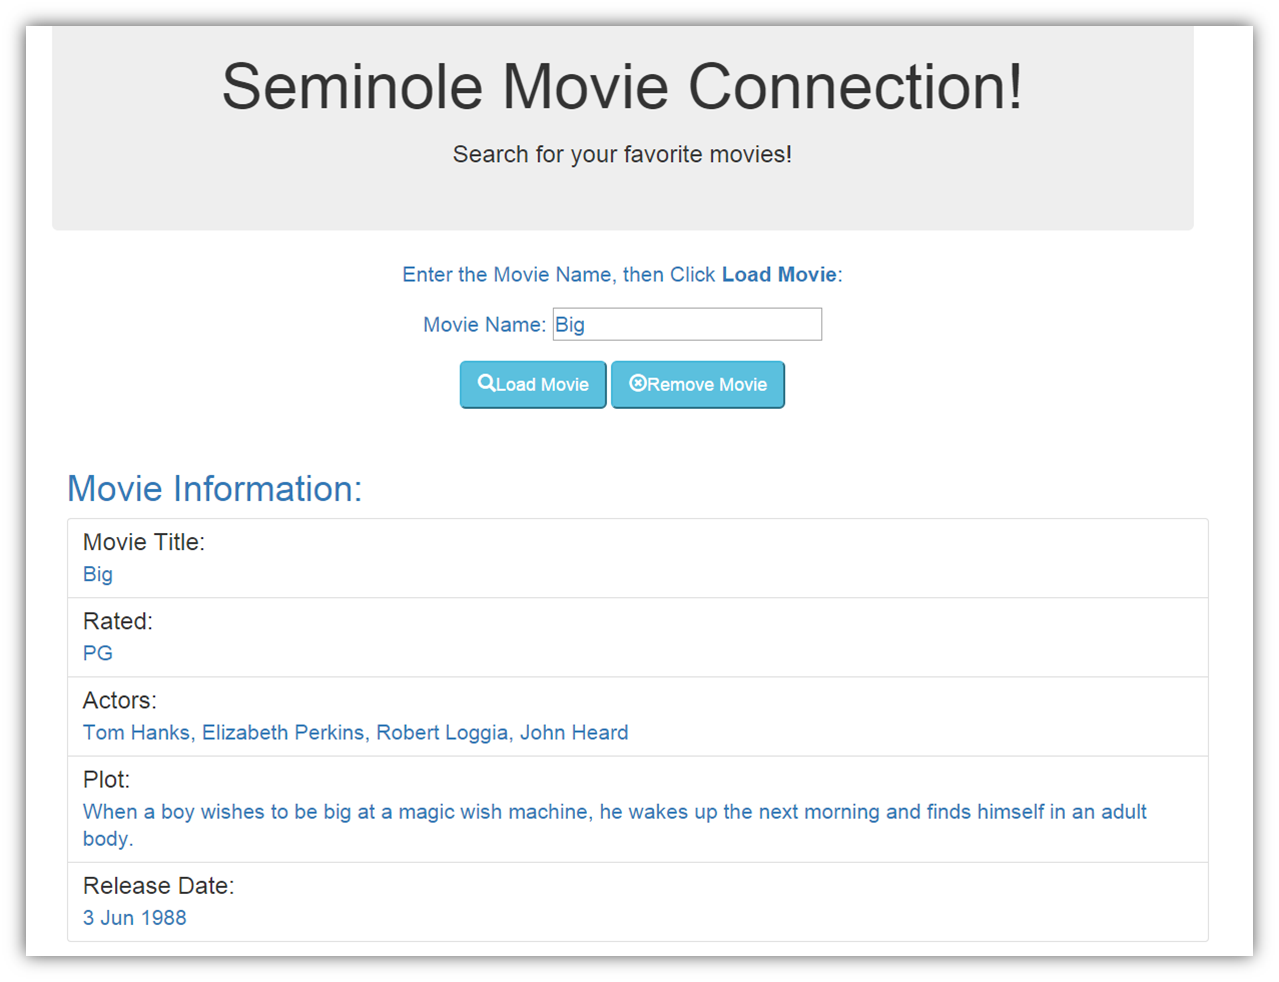 Seminole Movie Connection!
Search for your favorite movies!
Enter the Movie Name, then Click Load Movie:
Movie Name: Big
Load Movie Remove Movie
Movie Information:
Movie Title:
Big
Rated:
PG
Actors:
Tom Hanks, Elizabeth Perkins, Robert Loggia, John Heard
Plot:
When a boy wishes to be big at a magic wish machine, he wakes up the next morning and finds himself in an adult
body.
Release Date:
3 Jun 1988